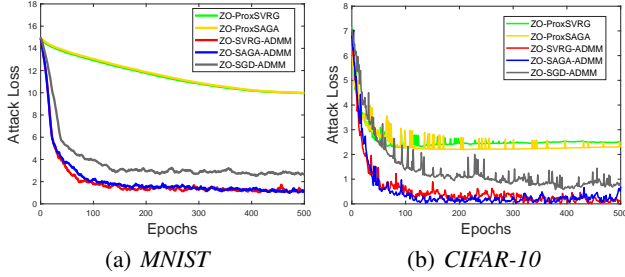 18
16
14
12
10
8
6
4
2
0
Attack Loss
ZO-ProxSVRG
ZO-ProxSAGA
ZO-SVRG-ADMM
ZO-SAGA-ADMM
ZO-SGD-ADMM
0 100 200 300 400 500
Epochs
(a) MNIST
8
7
6
5
4
3
2
1
0
Attack Loss
ZO-ProxSVRG
ZO-ProxSAGA
ZO-SVRG-ADMM
ZO-SAGA-ADMM
ZO-SGD-ADMM
0 100 200 300 400 500
Epochs
(b) CIFAR-10